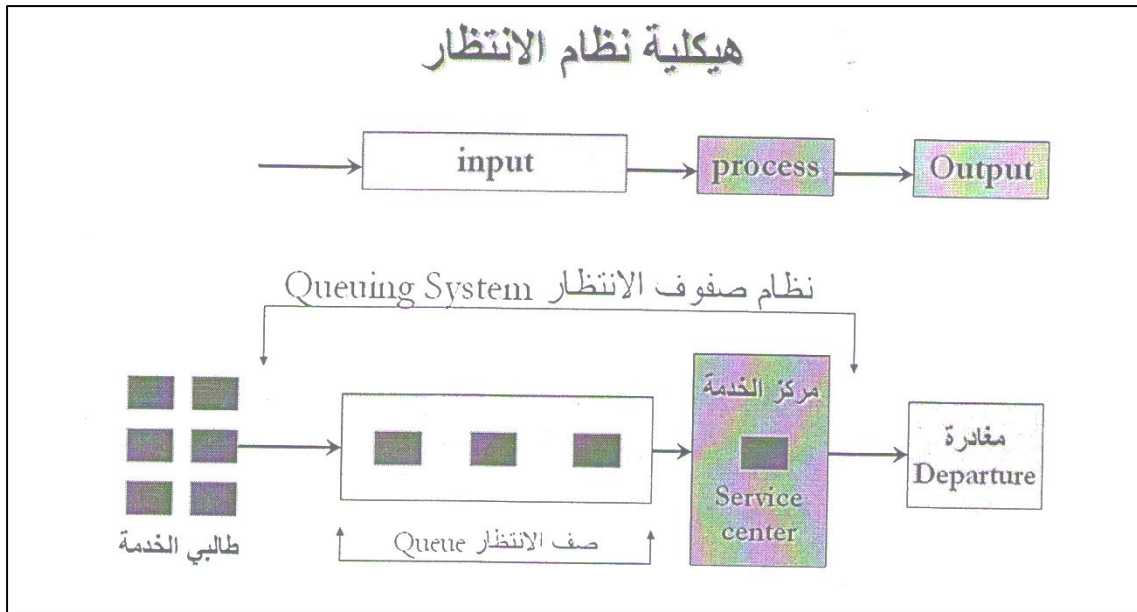 هيكلية نظام الانتظار
input
process
Output
نظام صفوف الانتظار Queuing System
مركز الخدمة
Service
center
مغادرة
Departure
صف الانتظار Queue
طالبي الخدمة